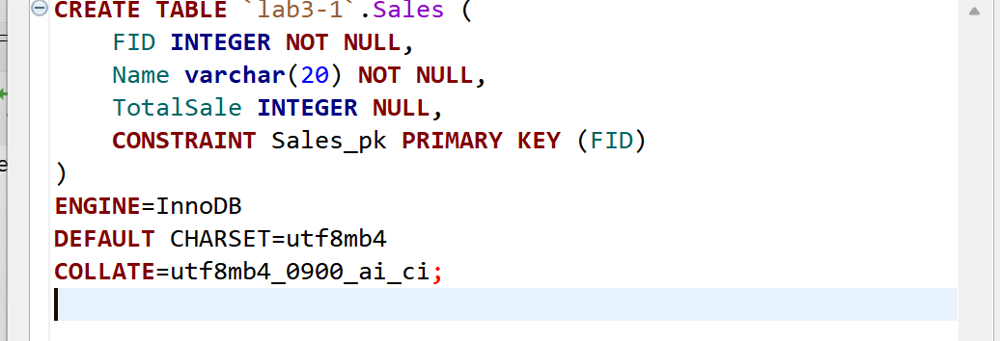 CREATE TABLE `lab3-1`.Sales (
FID INTEGER NOT NULL,
Name varchar(20) NOT NULL,
TotalSale INTEGER NULL,
CONSTRAINT Sales_pk PRIMARY KEY (FID)
)
ENGINE=InnoDB
DEFAULT CHARSET=utf8mb4
COLLATE=utf8mb4_0900_ai_ci;